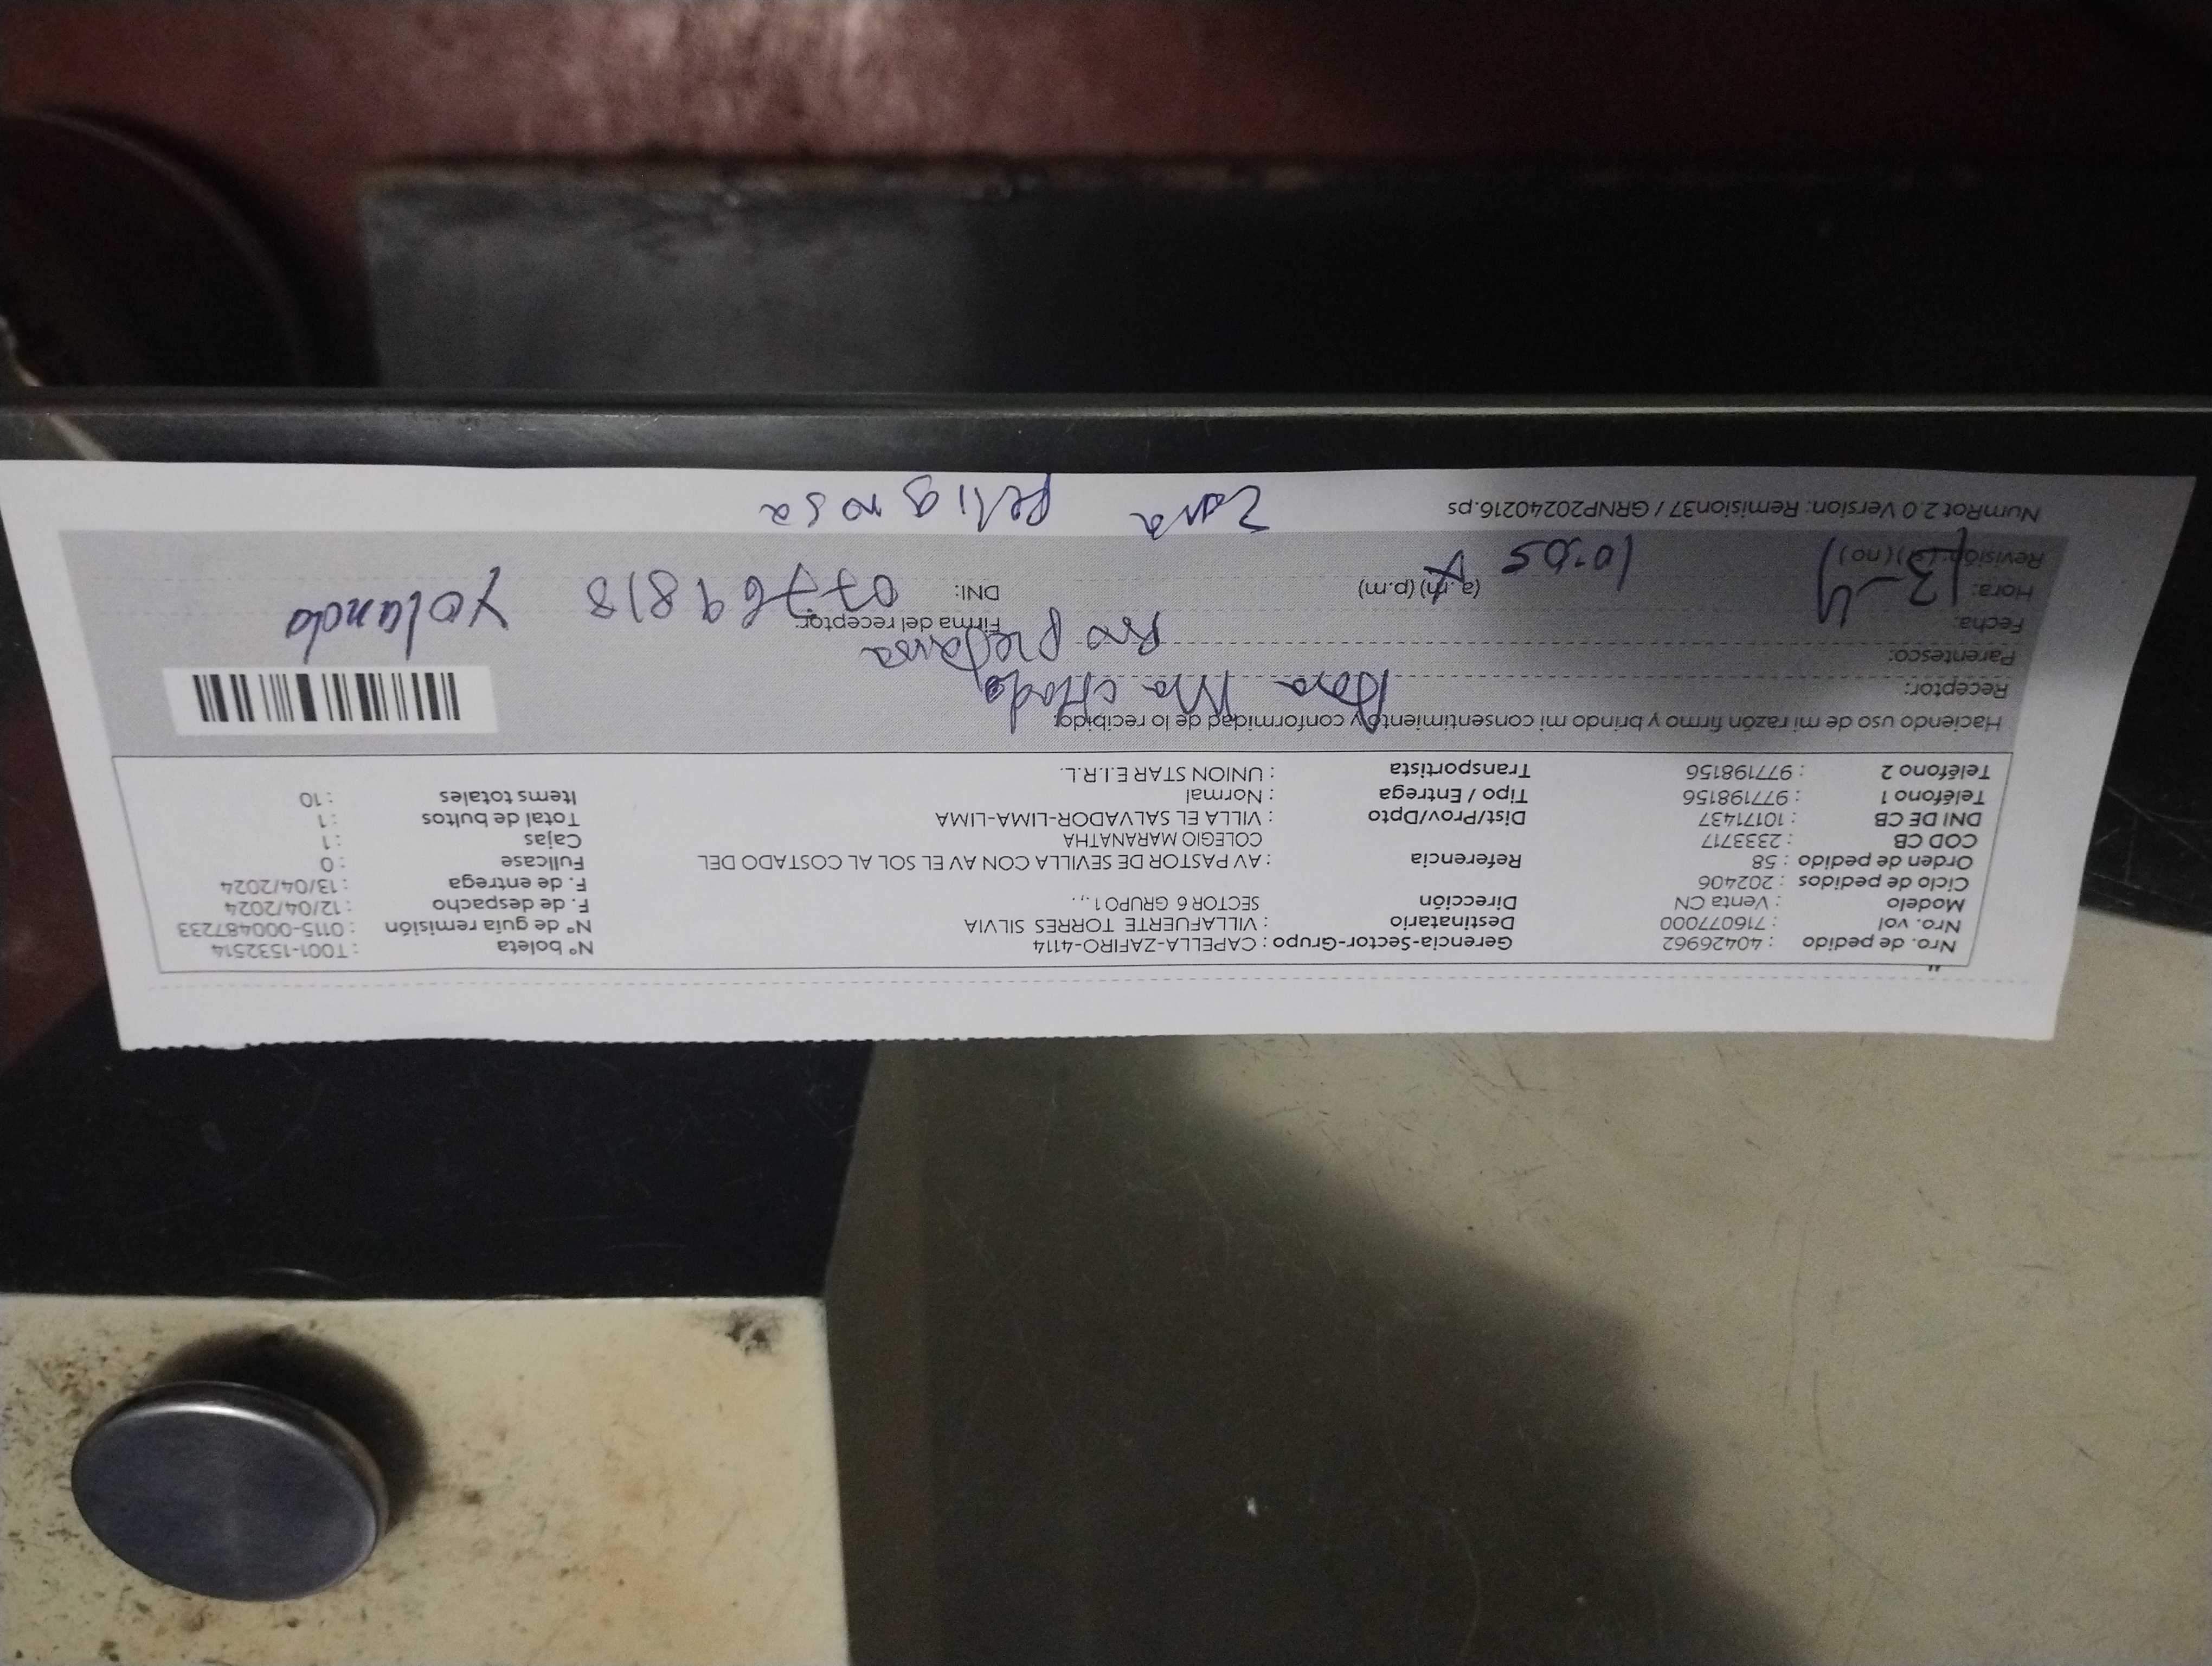 Nro. de pedido : 40426962 Gerencia-Sector-Grupo : CAPELLA-ZAFIRO-4114 N° boleta : T001-1532514
Nro. vol : 716077000 Destinatario : VILLAFUERTE TORRES SILVIA N° de guia remisión : 0115-000487233
Modelo : Venta CN Dirección SECTOR 6 GRUPO 1 , , . F. de despacho : 12/04/2024
Ciclo de pedidos : 202406 F. de entrega : 13/04/2024
Orden de pedido : 58 Referencia : AV PASTOR DE SEVILLA CON AV EL SOL AL COSTADO DEL Fullcase : 0
COD CB : 2333717 COLEGIO MARANATHA Cajas : 1
DNI DE CB : 10171437 Dist/Prov/Dpto : VILLA EL SALVADOR-LIMA-LIMA Total de bultos : 1
Teléfono 1 : 977198156 Tipo / Entrega : Normal Items totales : 10
Teléfono 2 : 977198156 Transportista : UNION STAR E.I.R.L.
Haciendo uso de mi razón firmo y brindo mi consentimiento y conformidad de lo recibido:
Receptor: Machado
Parentesco:
Fecha: 13-4 Firma del receptor:
Hora: 10:05 (a.m) (p.m) DNI: 07769818 Yolanda
Revisión: (si) (no)
NumRot 2.0 Version: Remision37 / GRNP20240216.ps Zona peligrosa